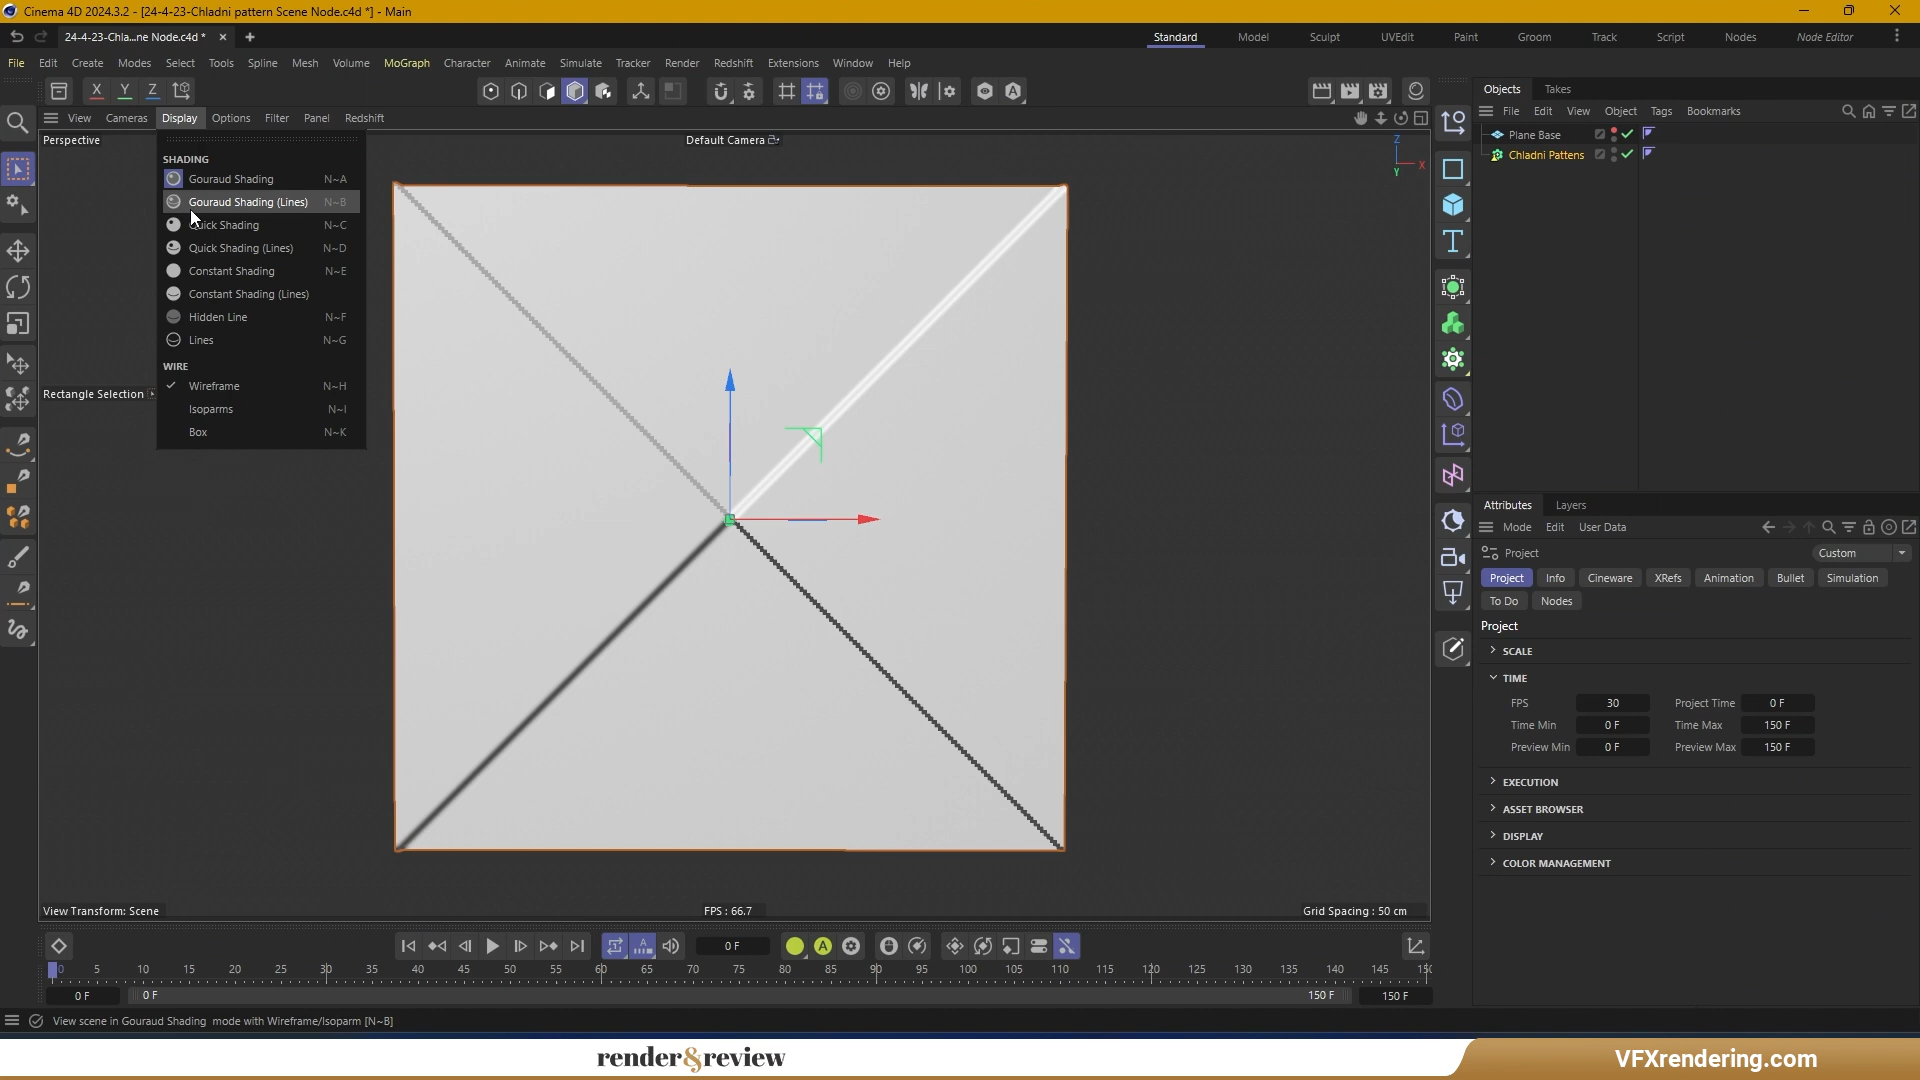 Cinema 4D 2024.3.2 - [24-4-23-Chladni pattern Scene Node.c4d *] - Main
24-4-23-Chla...ne Node.c4d *
Standard Model Sculpt UVEdit Paint Groom Track Script Nodes Node Editor
File Edit Create Modes Select Tools Spline Mesh Volume MoGraph Character Animate Simulate Tracker Render Redshift Extensions Window Help
X Y Z
Objects Takes
View Cameras Display Options Filter Panel Redshift
File Edit View Object Tags Bookmarks
Perspective
Default Camera
Z
X
Y
Plane Base
Chladni Pattens
SHADING
Gouraud Shading N~A
Gouraud Shading (Lines) N~B
Quick Shading N~C
Quick Shading (Lines) N~D
Constant Shading N~E
Constant Shading (Lines)
Hidden Line N~F
Lines N~G
WIRE
Wireframe N~H
Isoparms N~I
Box N~K
Rectangle Selection
Attributes Layers
Mode Edit User Data
Project
Custom
Project Info Cineware XRefs Animation Bullet Simulation
To Do Nodes
Project
SCALE
TIME
FPS 30 Project Time 0 F
Time Min 0 F Time Max 150 F
Preview Min 0 F Preview Max 150 F
EXECUTION
ASSET BROWSER
DISPLAY
COLOR MANAGEMENT
View Transform: Scene
FPS : 66.7
Grid Spacing : 50 cm
0 F
0 5 10 15 20 25 30 35 40 45 50 55 60 65 70 75 80 85 90 95 100 105 110 115 120 125 130 135 140 145 150
0 F 0 F 150 F 150 F
View scene in Gouraud Shading mode with Wireframe/Isoparm [N~B]
render&review
VFXrendering.com